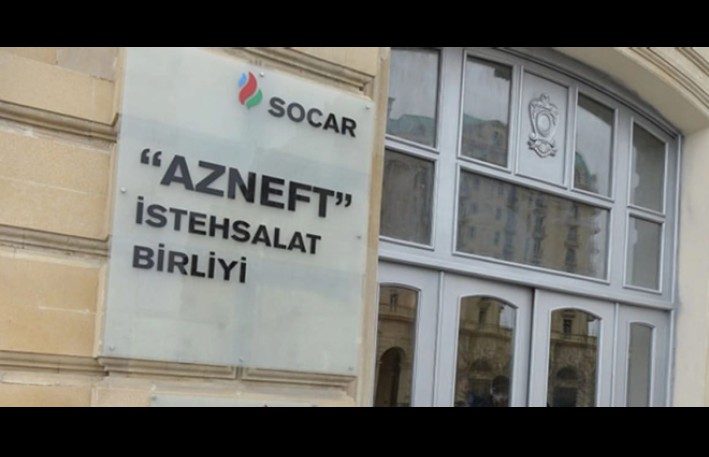 SOCAR
"AZNEFT"
İSTEHSALAT
BİRLİYİ